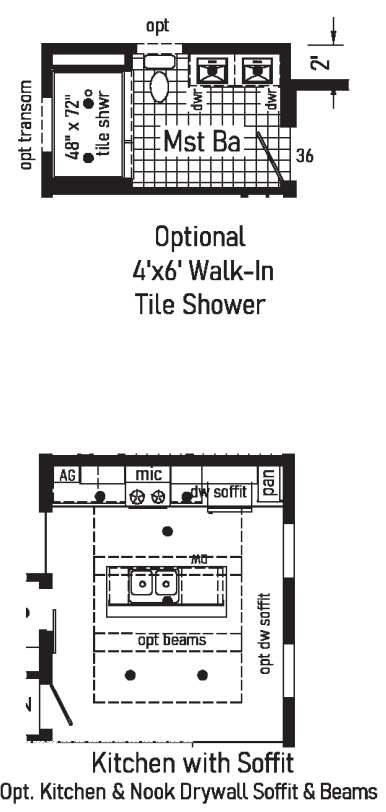 opt
2'
opt transom
48" x 72"
tile shwr
dwr
dwr
Mst Ba
36
Optional
4'x6' Walk-In
Tile Shower
AG
mic
pan
dw soffit
DW
opt beams
opt dw soffit
Kitchen with Soffit
Opt. Kitchen & Nook Drywall Soffit & Beams